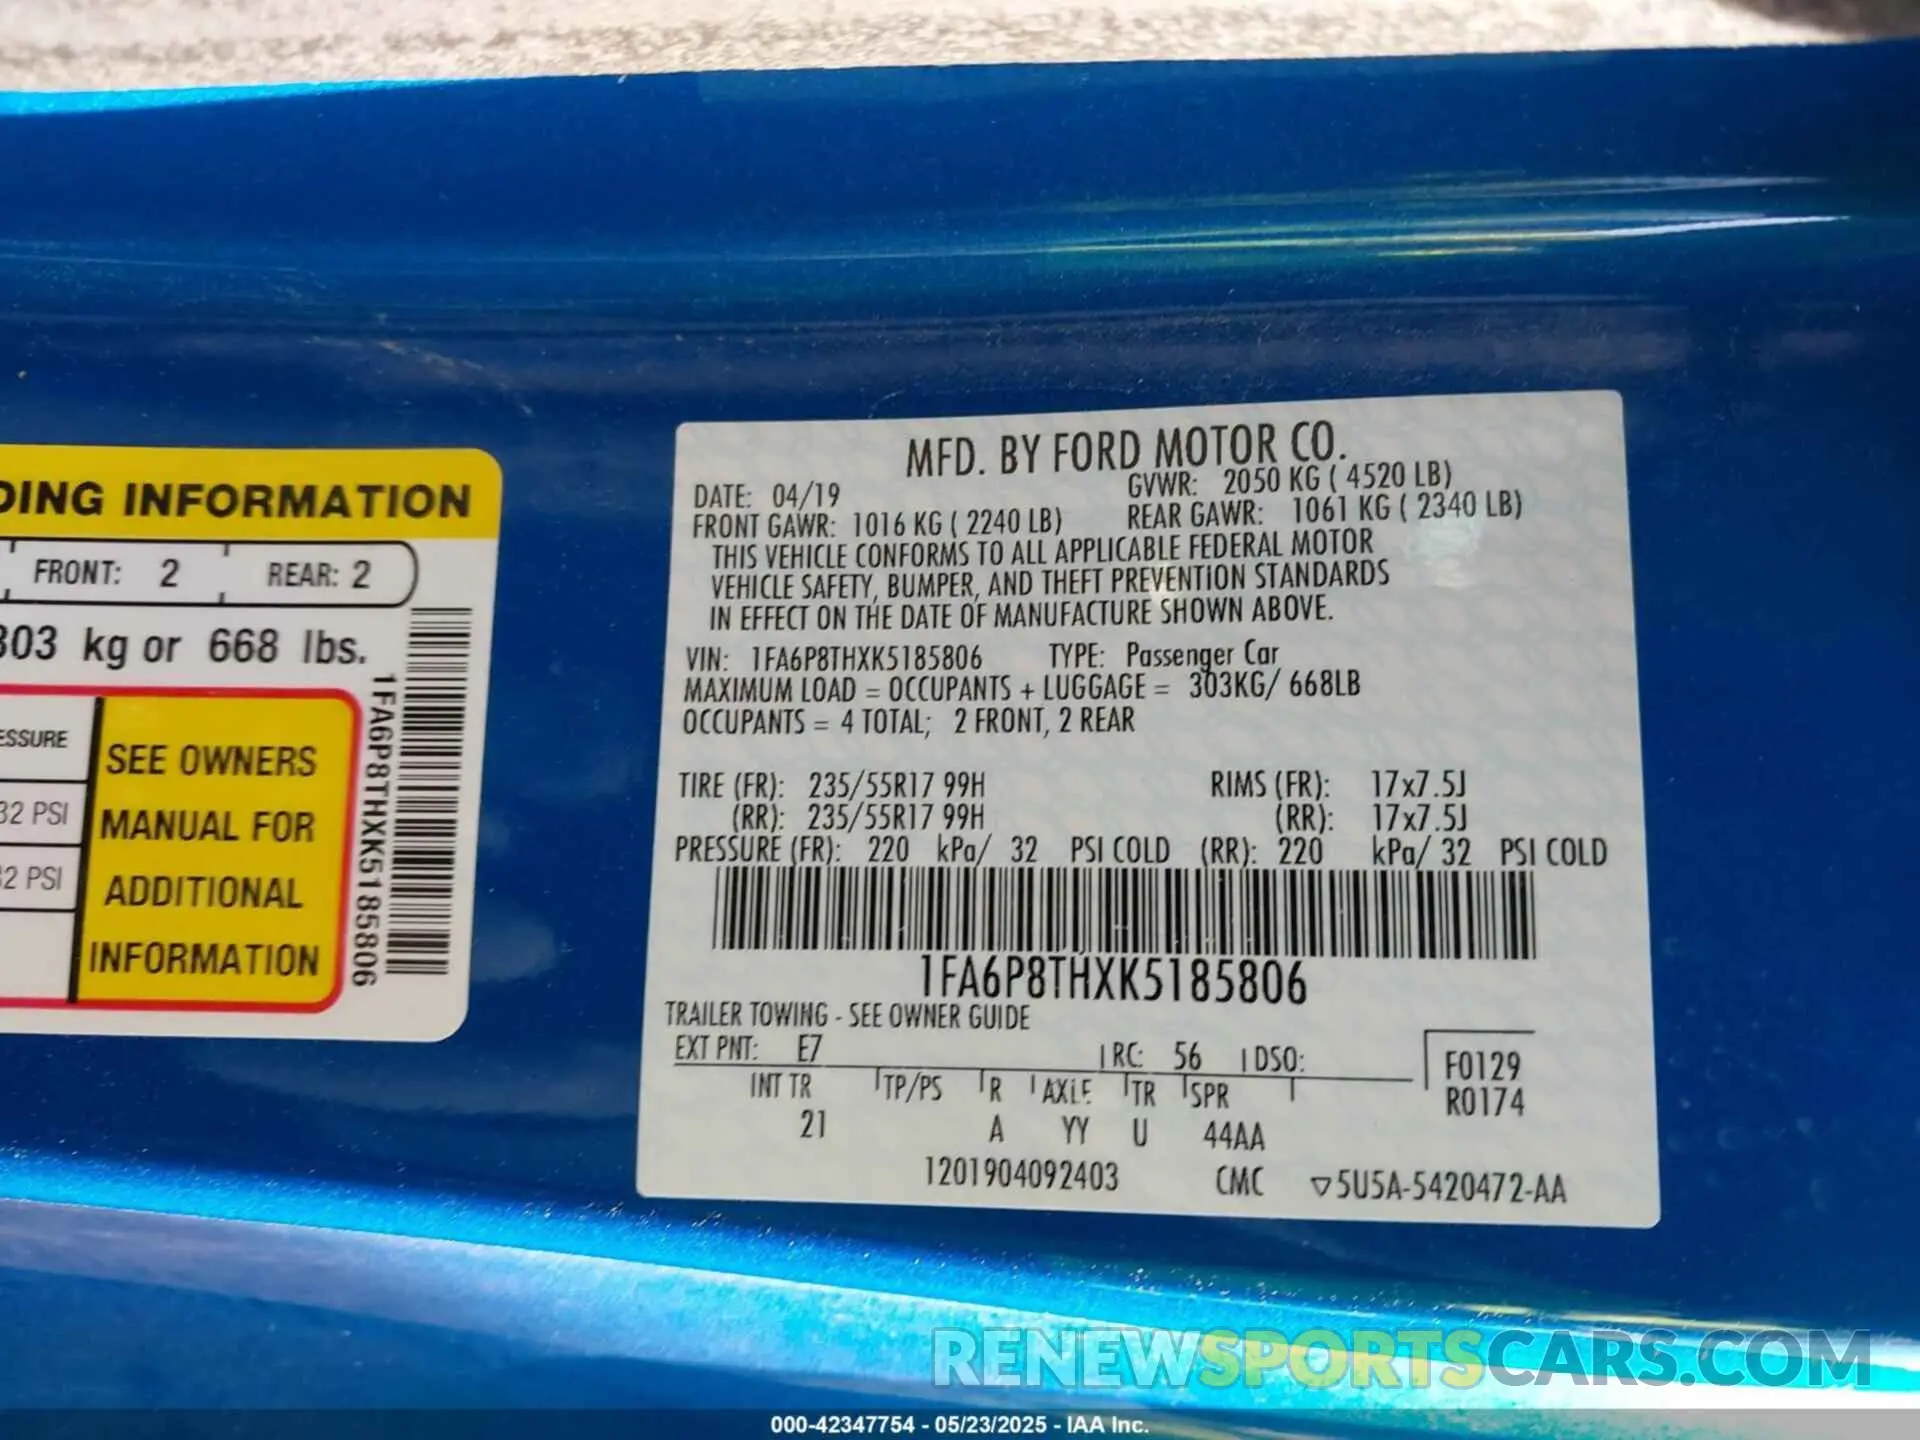 DING INFORMATION
FRONT: 2 REAR: 2
303 kg or 668 lbs.
ESSURE
32 PSI
32 PSI
SEE OWNERS
MANUAL FOR
ADDITIONAL
INFORMATION
1FA6P8THXK5185806
MFD. BY FORD MOTOR CO.
DATE: 04/19 GVWR: 2050 KG ( 4520 LB)
FRONT GAWR: 1016 KG ( 2240 LB) REAR GAWR: 1061 KG ( 2340 LB)
THIS VEHICLE CONFORMS TO ALL APPLICABLE FEDERAL MOTOR
VEHICLE SAFETY, BUMPER, AND THEFT PREVENTION STANDARDS
IN EFFECT ON THE DATE OF MANUFACTURE SHOWN ABOVE.
VIN: 1FA6P8THXK5185806 TYPE: Passenger Car
MAXIMUM LOAD = OCCUPANTS + LUGGAGE = 303KG/ 668LB
OCCUPANTS = 4 TOTAL; 2 FRONT, 2 REAR
TIRE (FR): 235/55R17 99H RIMS (FR): 17x7.5J
(RR): 235/55R17 99H (RR): 17x7.5J
PRESSURE (FR): 220 kPa/ 32 PSI COLD (RR): 220 kPa/ 32 PSI COLD
1FA6P8THXK5185806
TRAILER TOWING - SEE OWNER GUIDE
EXT PNT: E7 RC: 56 DSO: F0129
INT TR TP/PS R AXLE TR SPR R0174
21 A YY U 44AA
1201904092403 CMC ▽5U5A-5420472-AA
RENEWSPORTSCARS.COM
000-42347754 - 05/23/2025 - IAA Inc.